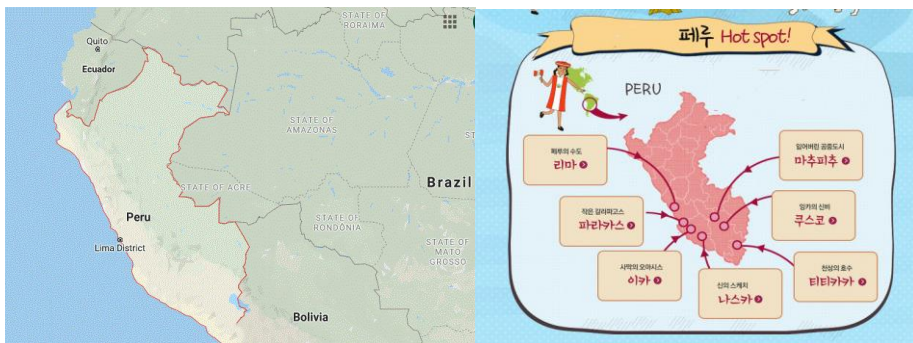 STATE OF
RORAIMA
Quito
Ecuador
STATE OF
AMAZONAS
STATE OF ACRE
Brazil
Peru
STATE OF
RONDÔNIA
Lima District
STATE OF
MATO
GROSSO
Bolivia
페루 Hot spot!
PERU
페루의 수도
리마
잃어버린 공중도시
마추피추
작은 갈라파고스
파라카스
잉카의 신비
쿠스코
사막의 오아시스
이카
신의 스케치
나스카
천상의 호수
티티카카